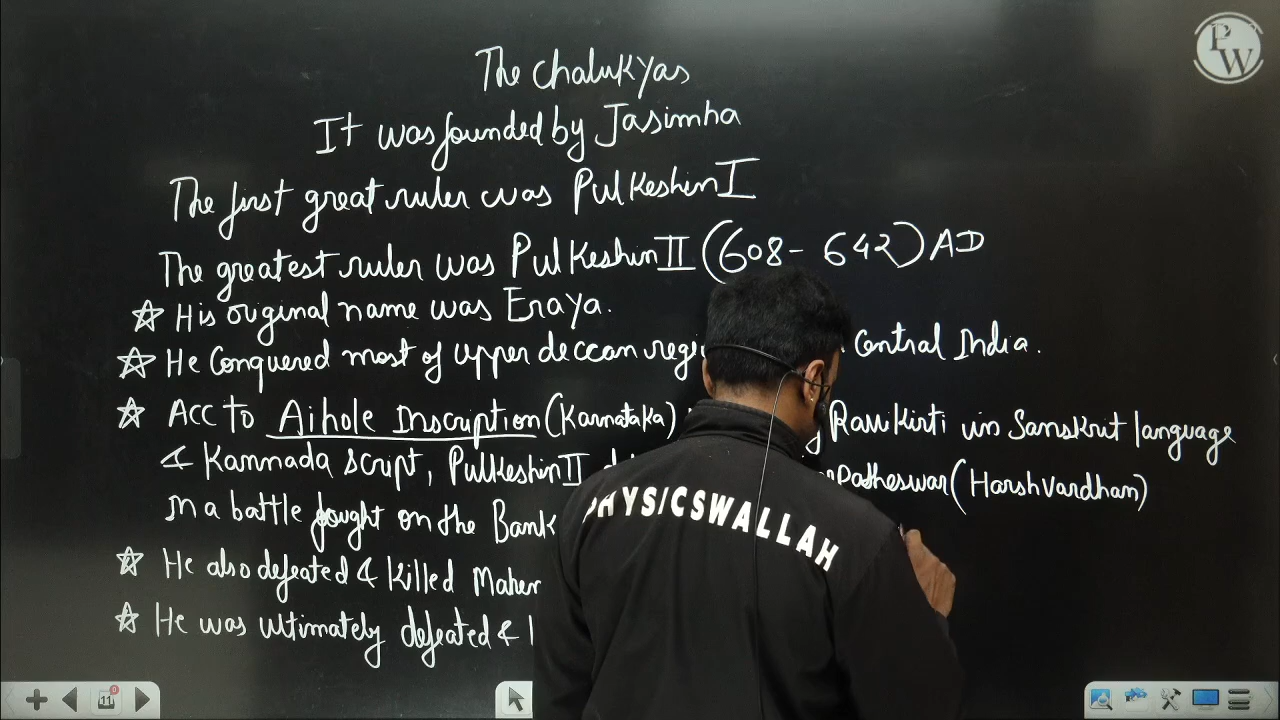 PW
The Chalukyas
It was founded by Jasimha
The first great ruler was Pulkeshin I
The greatest ruler was Pulkeshin II (608 - 642) AD
☆ His original name was Eraya.
☆ He Conquered most of upper deccan Central India.
☆ Acc to Aihole Inscription (Karnataka) Ravikirti in Sanskrit language
& Kannada script, Pulkeshin II (Harshvardhan)
In a battle fought on the Bank
☆ He also defeated & killed
☆ He was ultimately defeated &
PHYSICSWALLAH
11